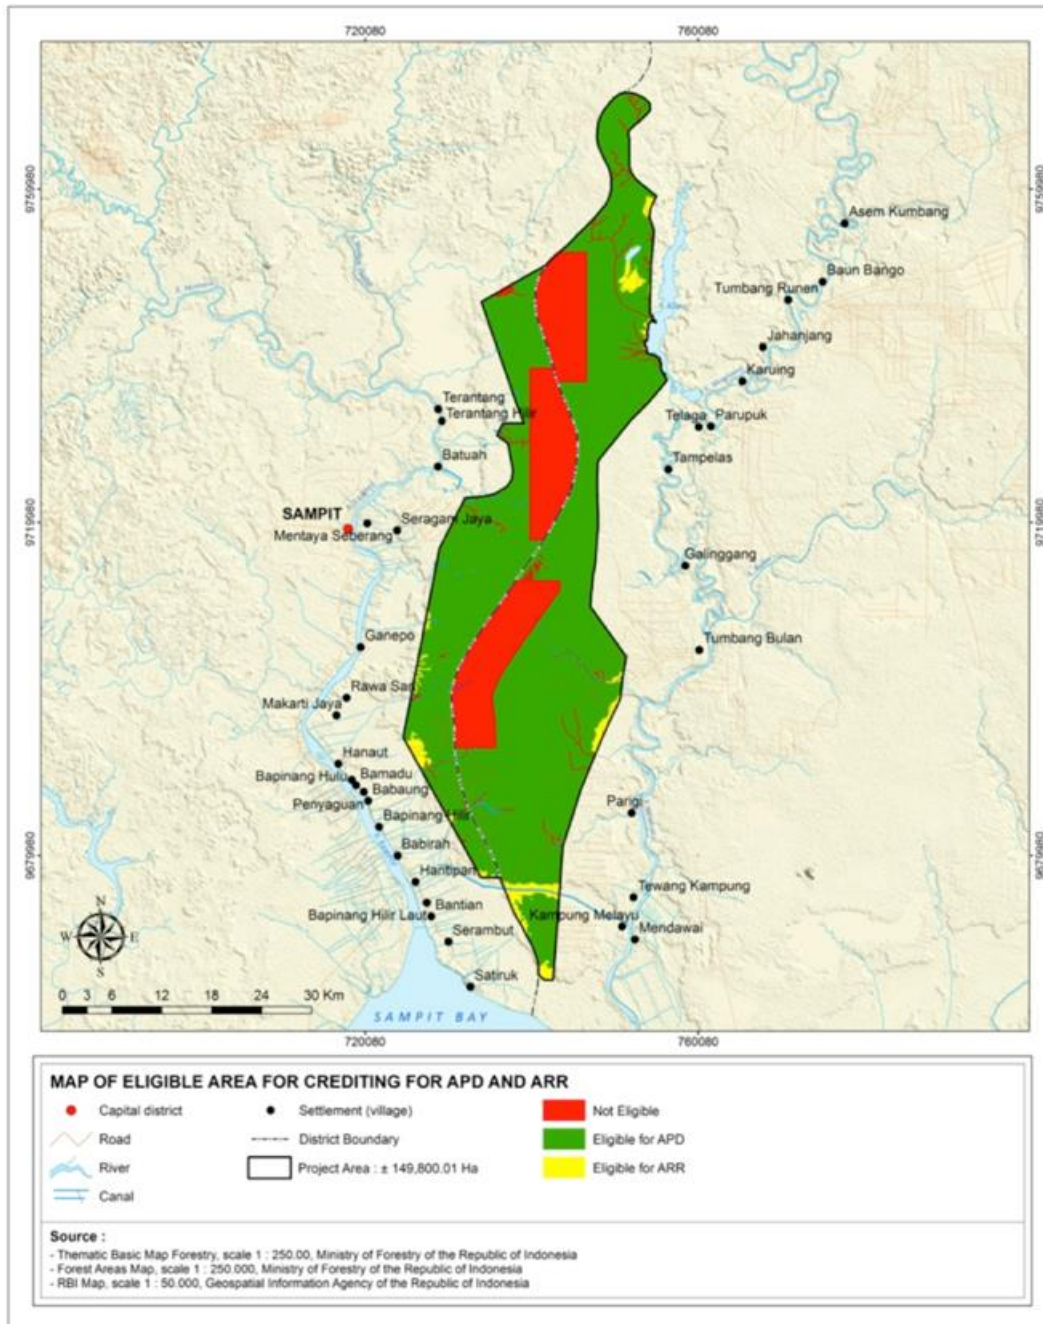 720080 760080
9759980 9759980
Asem Kumbang
Baun Bango
Tumbang Runen
Jahanjang
Karuing
Terantang
Terantang Hilir
Telaga Parupuk
Batuah
Tampelas
SAMPIT
Seragam Jaya
Mentaya Seberang
9719980 9719980
Galinggang
Ganepo
Tumbang Bulan
Rawa Sari
Makarti Jaya
Hanaut
Bapinang Hulu Bamadu
Babaung
Penyaguan
Parigi
Bapinang Hilir
Babirah
9679980 9679980
Hantipan
Tewang Kampung
Bantian
Bapinang Hilir Laut
Kampung Melayu
Serambut
Mendawai
Satiruk
N
W E
S
0 3 6 12 18 24 30 Km
SAMPIT BAY
720080 760080
MAP OF ELIGIBLE AREA FOR CREDITING FOR APD AND ARR
Capital district Settlement (village) Not Eligible
Road District Boundary Eligible for APD
River Project Area : ± 149,800.01 Ha Eligible for ARR
Canal
Source :
- Thematic Basic Map Forestry, scale 1 : 250.00, Ministry of Forestry of the Republic of Indonesia
- Forest Areas Map, scale 1 : 250.000, Ministry of Forestry of the Republic of Indonesia
- RBI Map, scale 1 : 50.000, Geospatial Information Agency of the Republic of Indonesia